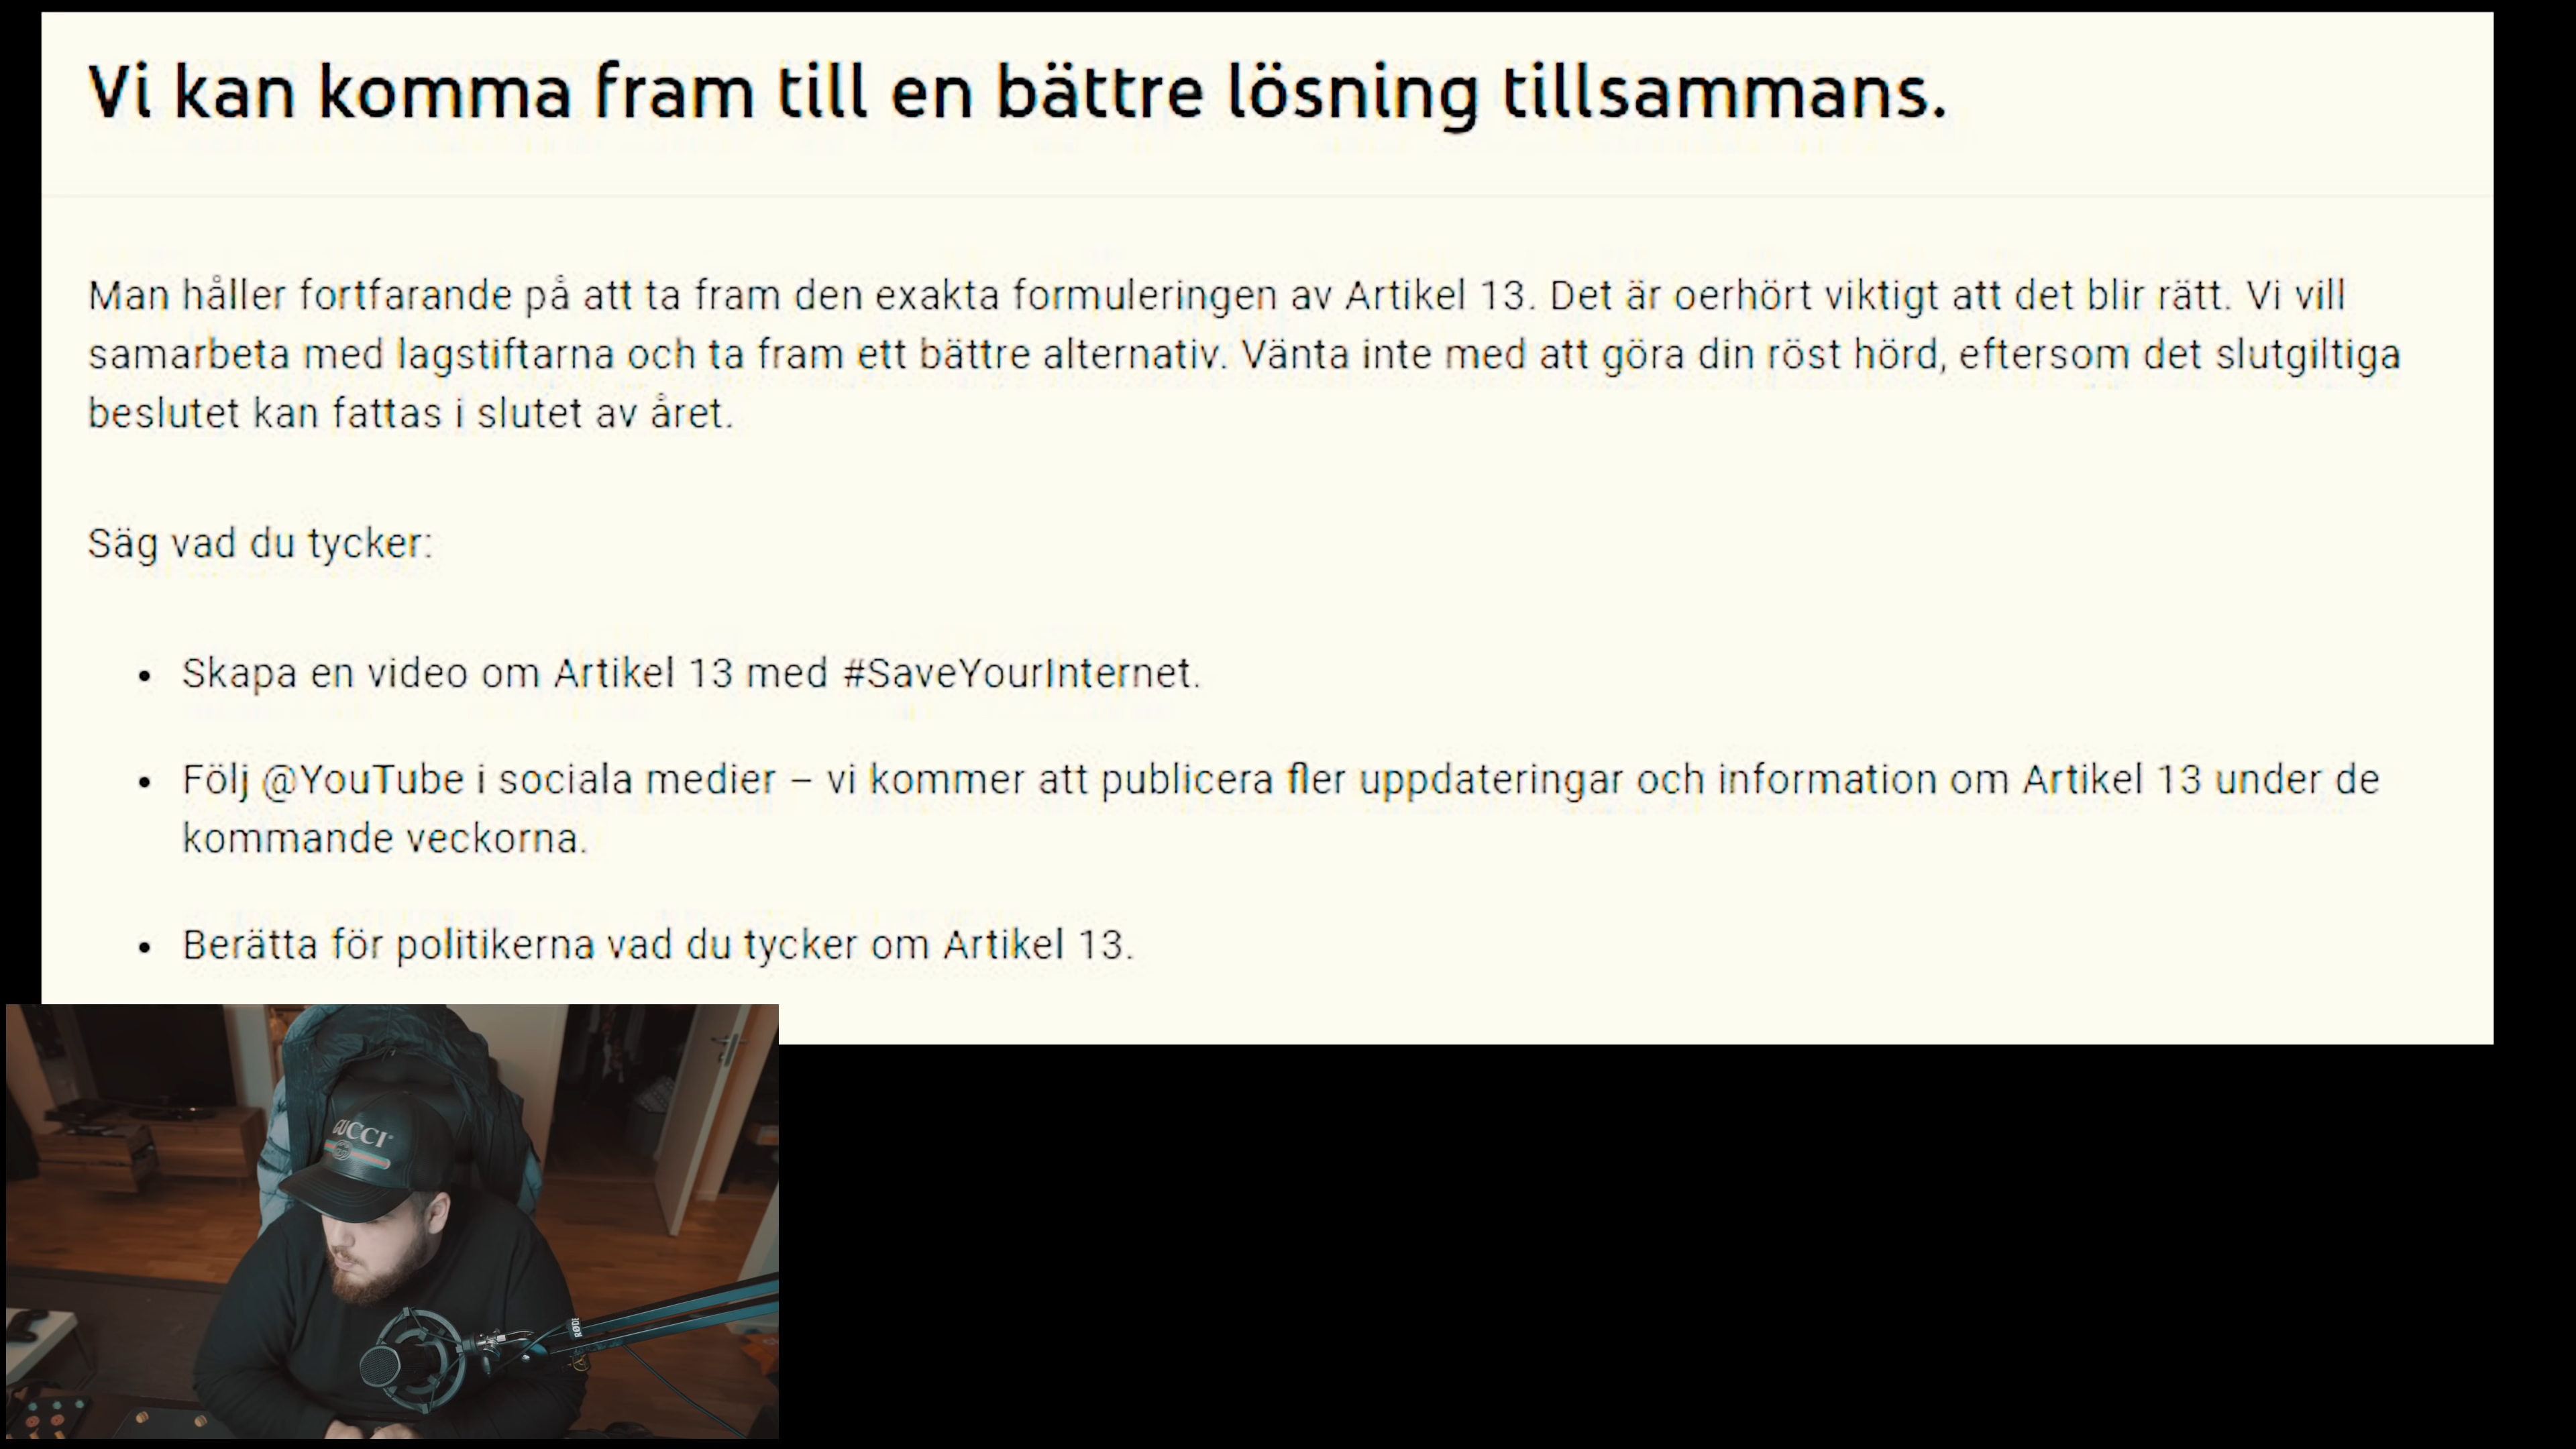 Vi kan komma fram till en bättre lösning tillsammans.
Man håller fortfarande på att ta fram den exakta formuleringen av Artikel 13. Det är oerhört viktigt att det blir rätt. Vi vill
samarbeta med lagstiftarna och ta fram ett bättre alternativ. Vänta inte med att göra din röst hörd, eftersom det slutgiltiga
beslutet kan fattas i slutet av året.
Säg vad du tycker:
• Skapa en video om Artikel 13 med #SaveYourInternet.
• Följ @YouTube i sociala medier – vi kommer att publicera fler uppdateringar och information om Artikel 13 under de
kommande veckorna.
• Berätta för politikerna vad du tycker om Artikel 13.
GUCCI
RØDE